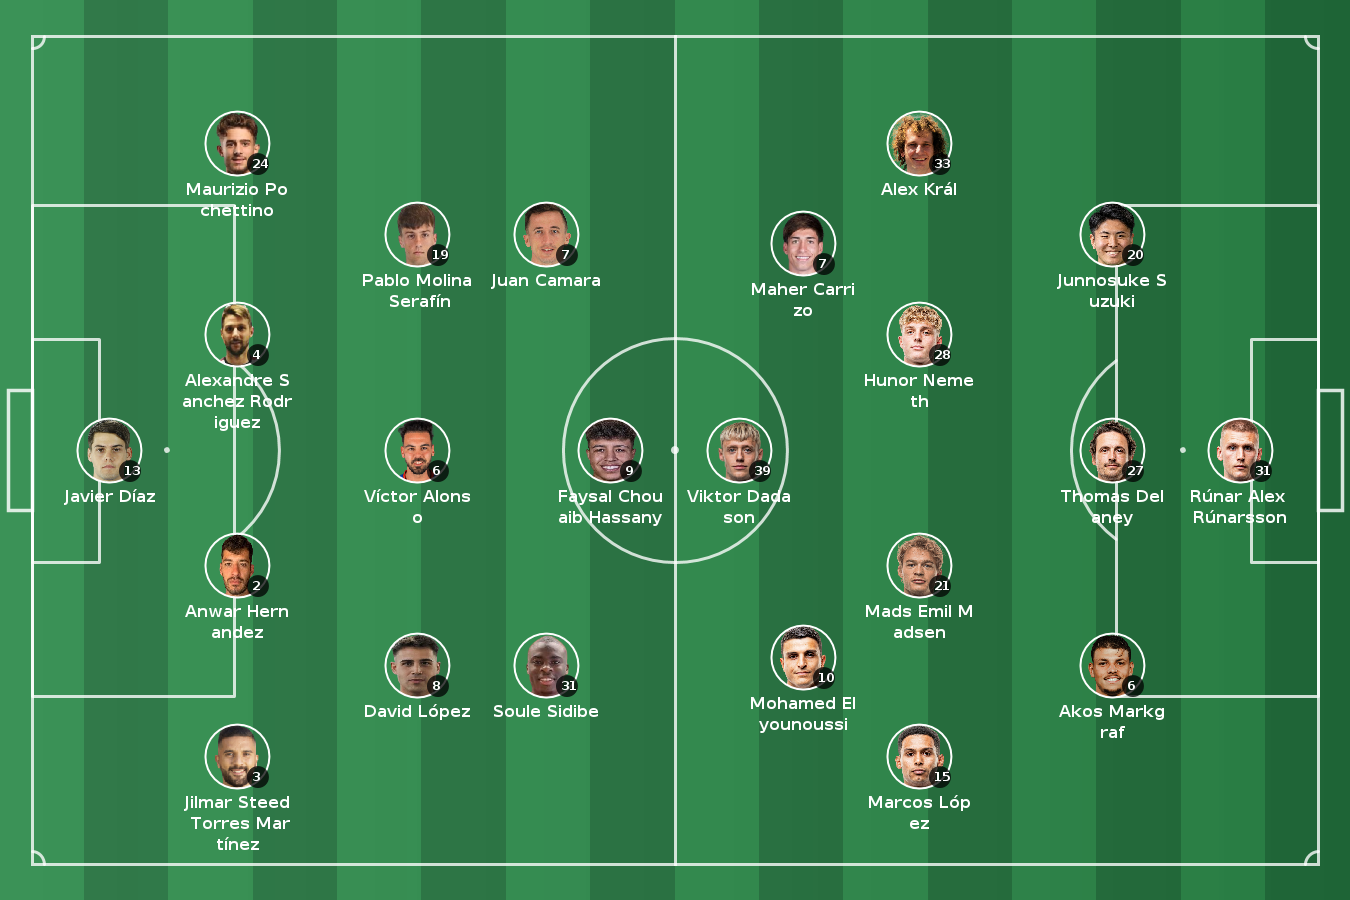 24
Maurizio Po
chettino
33
Alex Král
19
Pablo Molina
Serafín
7
Juan Camara
7
Maher Carri
zo
20
Junnosuke S
uzuki
4
Alexandre S
anchez Rodr
iguez
28
Hunor Neme
th
13
Javier Díaz
6
Víctor Alons
o
9
Faysal Chou
aib Hassany
39
Viktor Dada
son
27
Thomas Del
aney
31
Rúnar Alex
Rúnarsson
2
Anwar Hern
andez
21
Mads Emil M
adsen
8
David López
31
Soule Sidibe
10
Mohamed El
younoussi
6
Akos Markg
raf
3
Jilmar Steed
Torres Mar
tínez
15
Marcos Lóp
ez